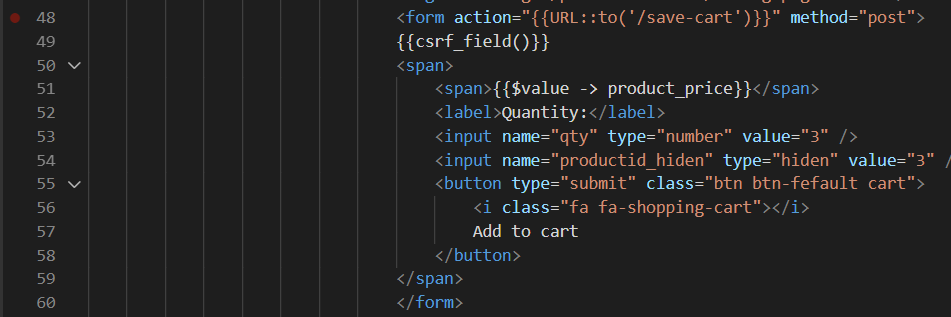 48 <form action="{{URL::to('/save-cart')}}" method="post">
49 {{csrf_field()}}
50 <span>
51 <span>{{$value -> product_price}}</span>
52 <label>Quantity:</label>
53 <input name="qty" type="number" value="3" />
54 <input name="productid_hiden" type="hiden" value="3" /
55 <button type="submit" class="btn btn-fefault cart">
56 <i class="fa fa-shopping-cart"></i>
57 Add to cart
58 </button>
59 </span>
60 </form>